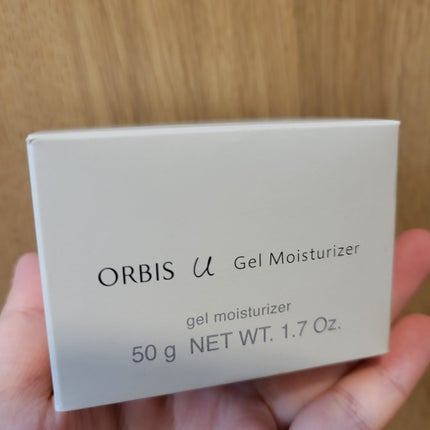 ORBIS u Gel Moisturizer
gel moisturizer
50 g NET WT. 1.7 Oz.